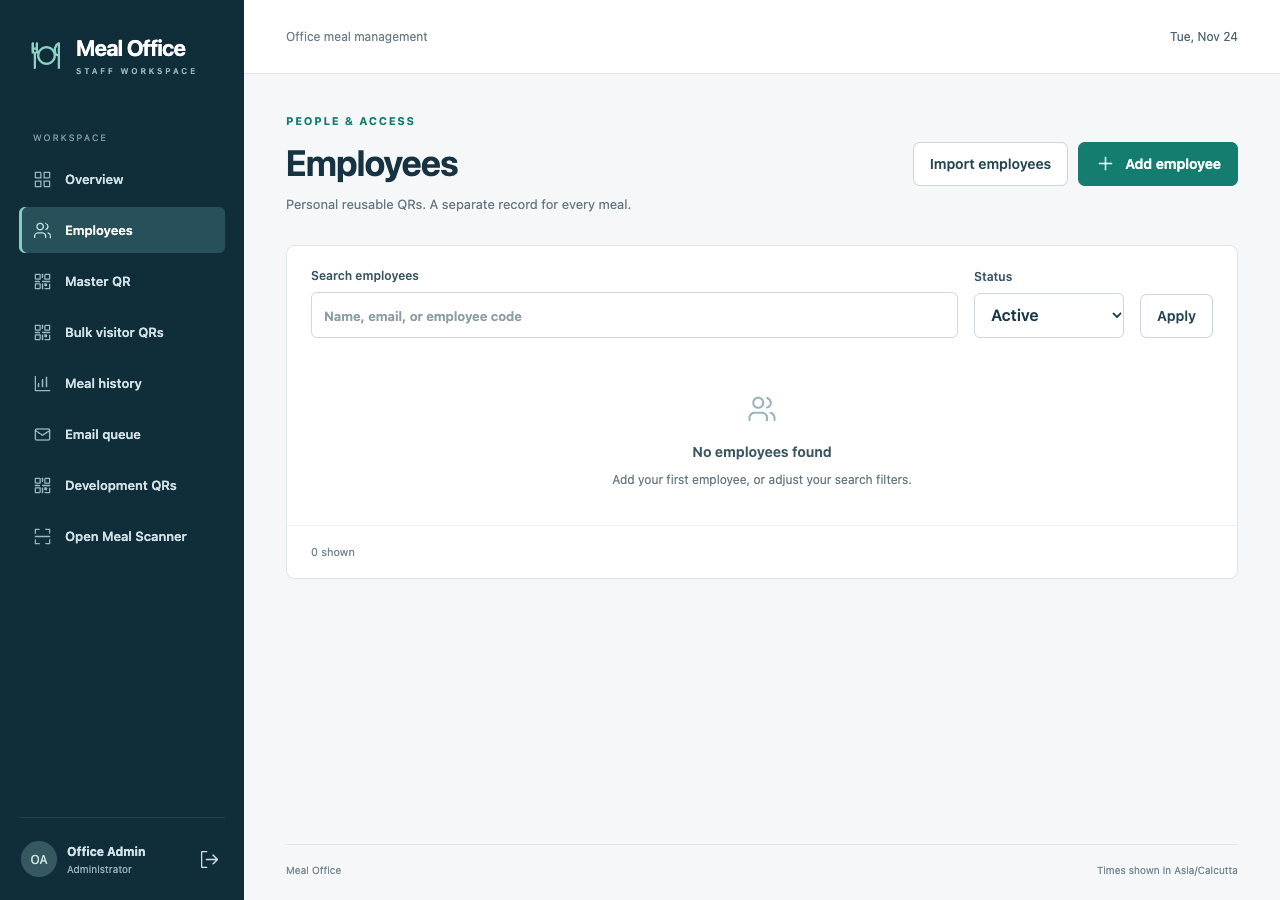 Meal Office
STAFF WORKSPACE
WORKSPACE
Overview
Employees
Master QR
Bulk visitor QRs
Meal history
Email queue
Development QRs
Open Meal Scanner
OA
Office Admin
Administrator
Office meal management
Tue, Nov 24
PEOPLE & ACCESS
Employees
Import employees
Add employee
Personal reusable QRs. A separate record for every meal.
Search employees
Status
Name, email, or employee code
Active
Apply
No employees found
Add your first employee, or adjust your search filters.
0 shown
Meal Office
Times shown in Asia/Calcutta